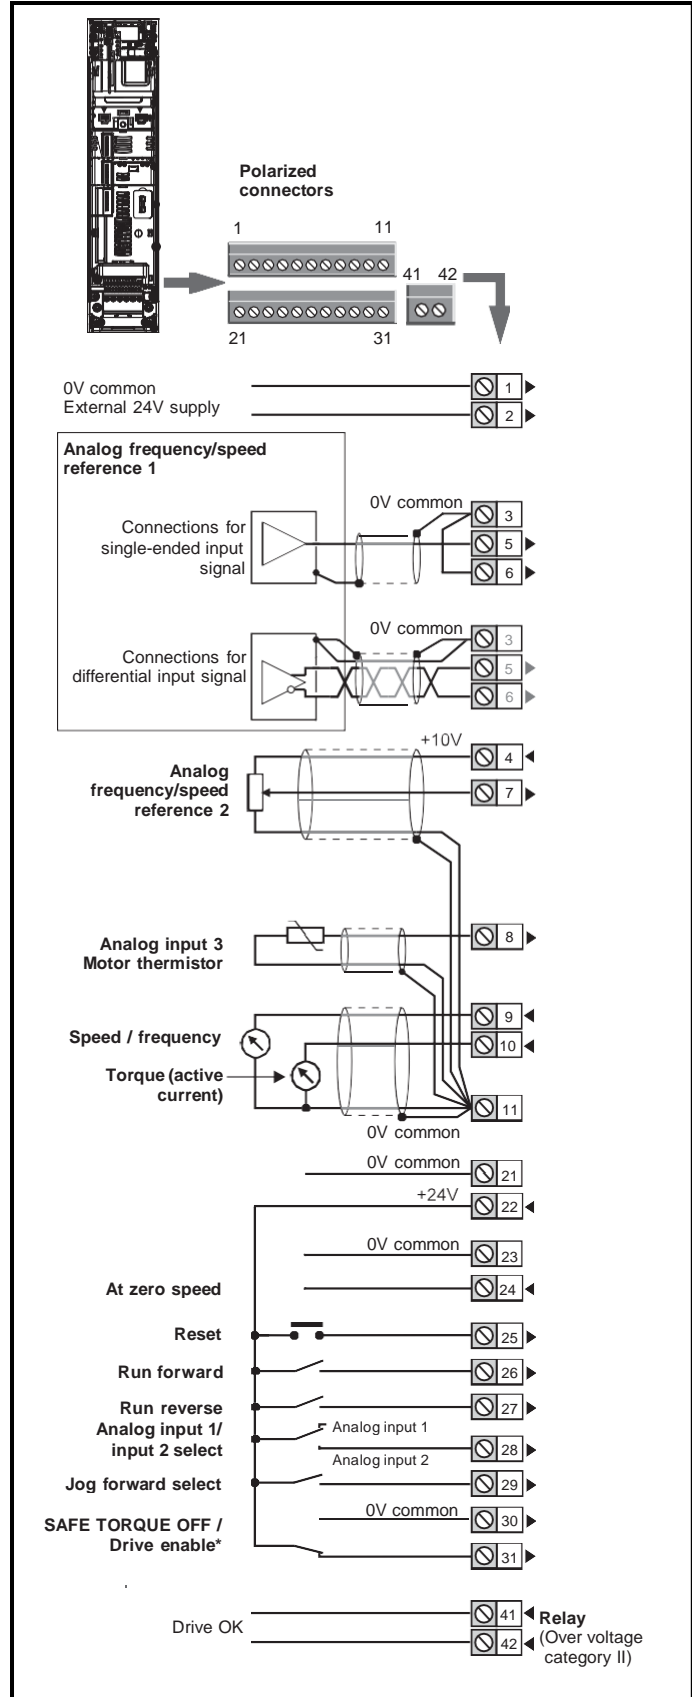 Polarized
connectors
1 11
41 42
21 31
0V common
External 24V supply
1
2
Analog frequency/speed
reference 1
0V common
3
Connections for
single-ended input
signal
5
6
0V common
3
Connections for
differential input signal
5
6
+10V
4
Analog
frequency/speed
reference 2
7
Analog input 3
Motor thermistor
8
9
Speed / frequency
10
Torque (active
current)
11
0V common
0V common
21
+24V
22
0V common
23
At zero speed
24
Reset
25
Run forward
26
Run reverse
27
Analog input 1/
input 2 select
Analog input 1
28
Analog input 2
Jog forward select
29
0V common
30
SAFE TORQUE OFF /
Drive enable*
31
Drive OK
41
42
Relay
(Over voltage
category II)